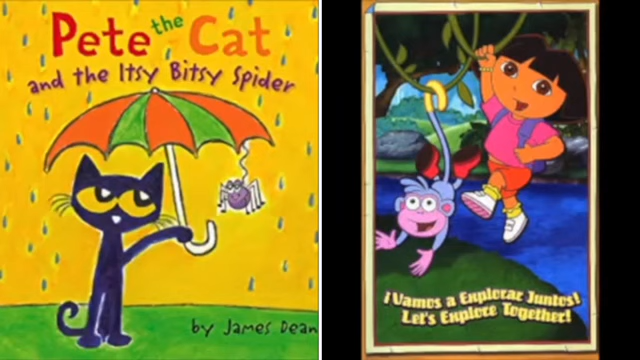 Pete the Cat
and the Itsy Bitsy Spider
by James Dean
¡Vamos a Explorar Juntos!
Let's Explore Together!